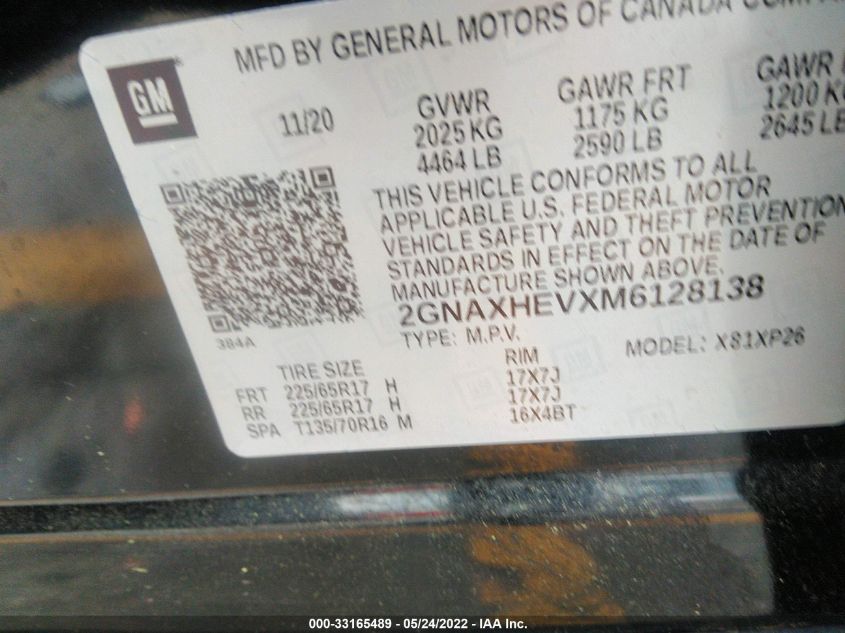 MFD BY GENERAL MOTORS OF CANADA
GM
11/20
GVWR
2025 KG
4464 LB
GAWR FRT
1175 KG
2590 LB
GAWR
1200 KG
2645 LB
THIS VEHICLE CONFORMS TO ALL
APPLICABLE U.S. FEDERAL MOTOR
VEHICLE SAFETY AND THEFT PREVENTION
STANDARDS IN EFFECT ON THE DATE OF
MANUFACTURE SHOWN ABOVE.
2GNAXHEVXM6128138
TYPE: M.P.V. MODEL: X81XP26
384A
TIRE SIZE RIM
FRT 225/65R17 H 17X7J
RR 225/65R17 H 17X7J
SPA T135/70R16 M 16X4BT
000-33165489 - 05/24/2022 - IAA Inc.